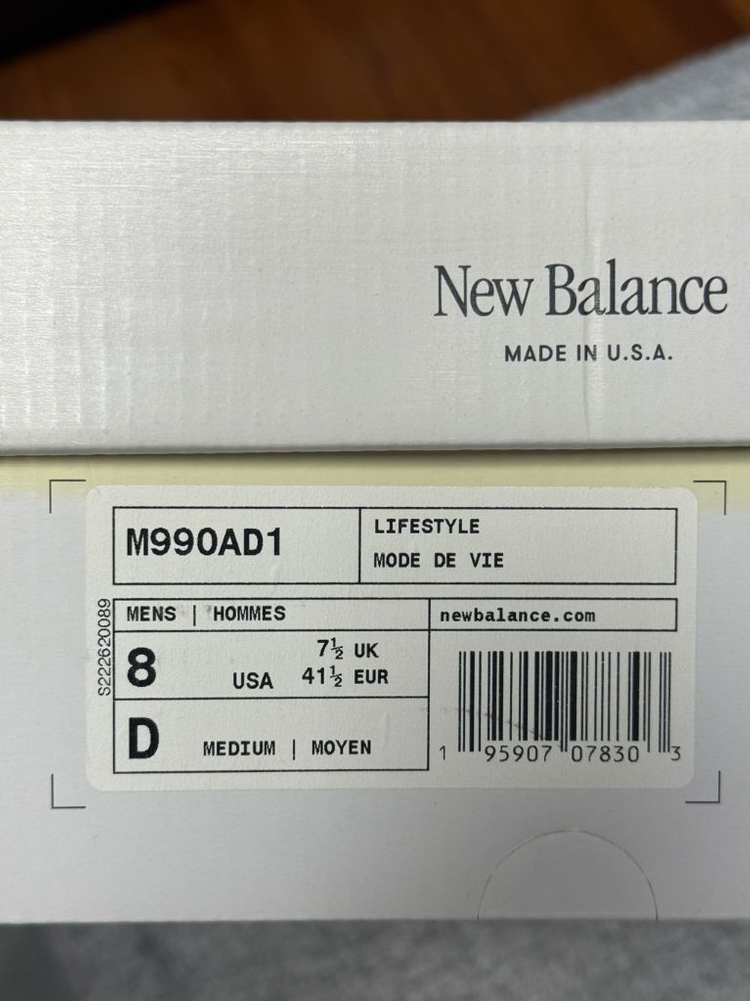 New Balance
MADE IN U.S.A.
M990AD1
LIFESTYLE
MODE DE VIE
S222620089
MENS | HOMMES
newbalance.com
8 USA
7½ UK
41½ EUR
D MEDIUM | MOYEN
1 95907 07830 3